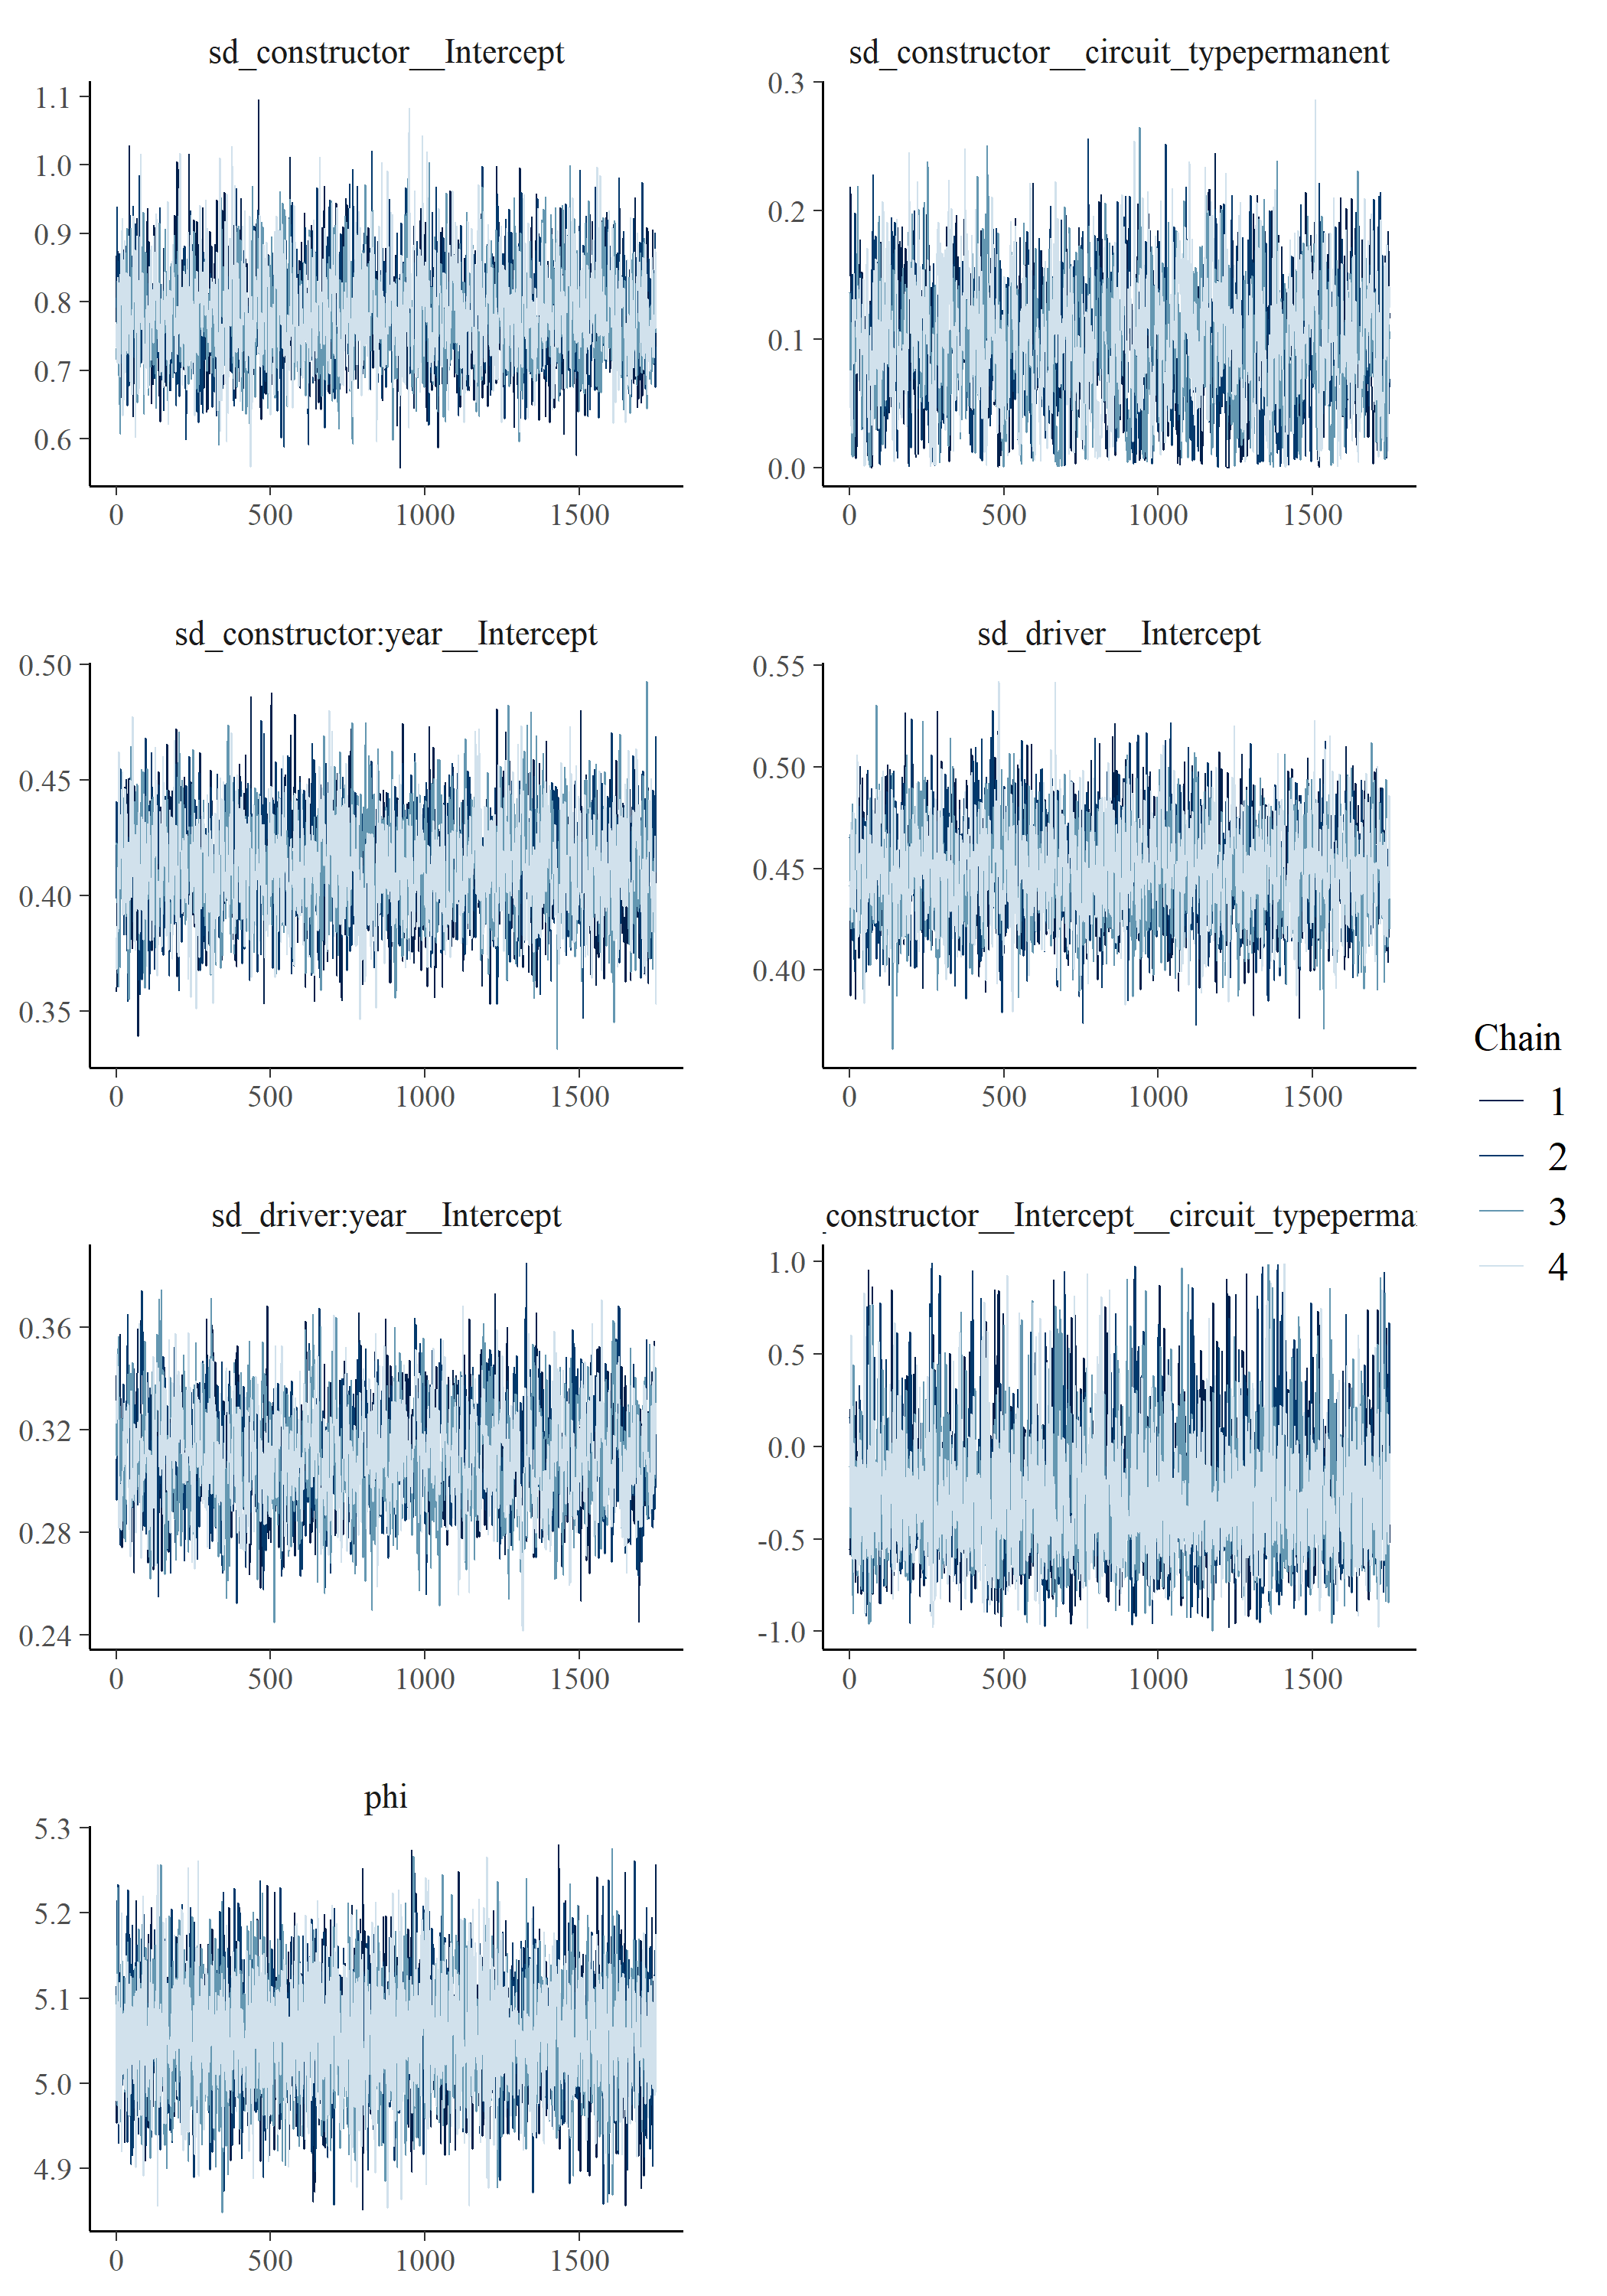 sd_constructor__Intercept
1.1
1.0
0.9
0.8
0.7
0.6
0 500 1000 1500
sd_constructor__circuit_typepermanent
0.3
0.2
0.1
0.0
0 500 1000 1500
sd_constructor:year__Intercept
0.50
0.45
0.40
0.35
0 500 1000 1500
sd_driver__Intercept
0.55
0.50
0.45
0.40
0 500 1000 1500
sd_driver:year__Intercept
0.36
0.32
0.28
0.24
0 500 1000 1500
constructor__Intercept__circuit_typeperma
1.0
0.5
0.0
-0.5
-1.0
0 500 1000 1500
phi
5.3
5.2
5.1
5.0
4.9
0 500 1000 1500
Chain
1
2
3
4